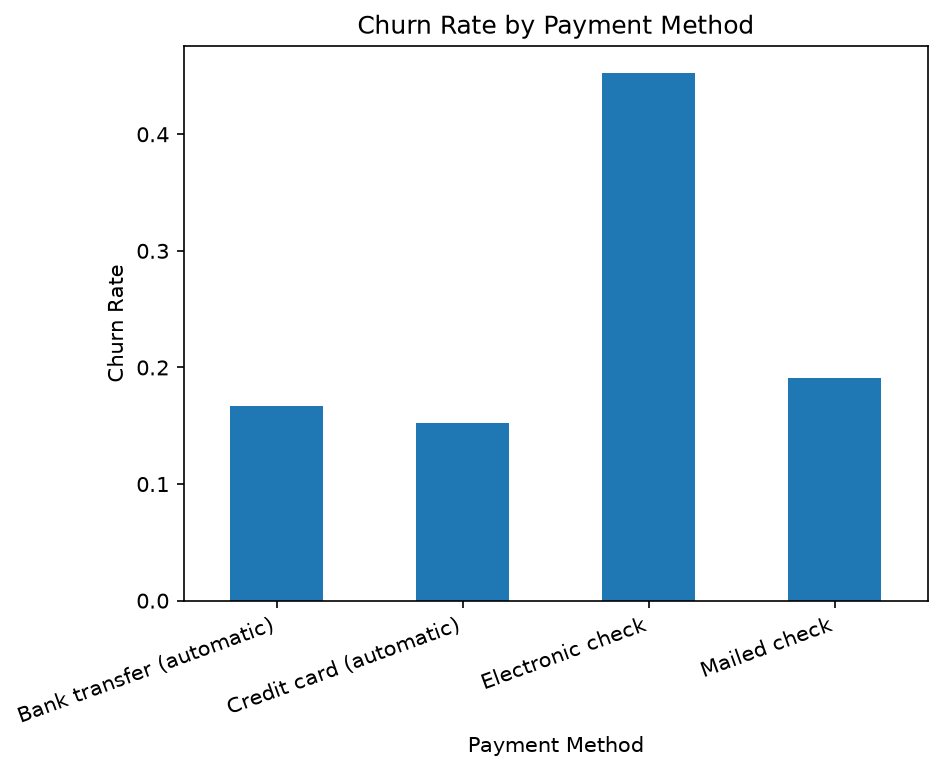 Churn Rate by Payment Method
Churn Rate
0.4
0.3
0.2
0.1
0.0
Bank transfer (automatic)
Credit card (automatic)
Electronic check
Mailed check
Payment Method